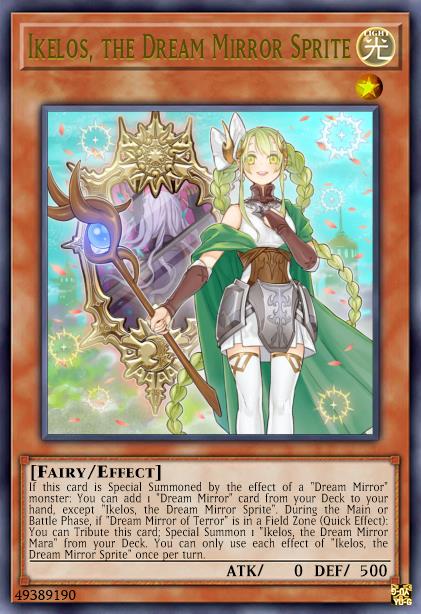 Ikelos, the Dream Mirror Sprite
LIGHT
光
[Fairy/Effect]
If this card is Special Summoned by the effect of a "Dream Mirror"
monster: You can add 1 "Dream Mirror" card from your Deck to your
hand, except "Ikelos, the Dream Mirror Sprite". During the Main or
Battle Phase, if "Dream Mirror of Terror" is in a Field Zone (Quick Effect):
You can Tribute this card; Special Summon 1 "Ikelos, the Dream Mirror
Mara" from your Deck. You can only use each effect of "Ikelos, the
Dream Mirror Sprite" once per turn.
ATK/ 0 DEF/ 500
49389190